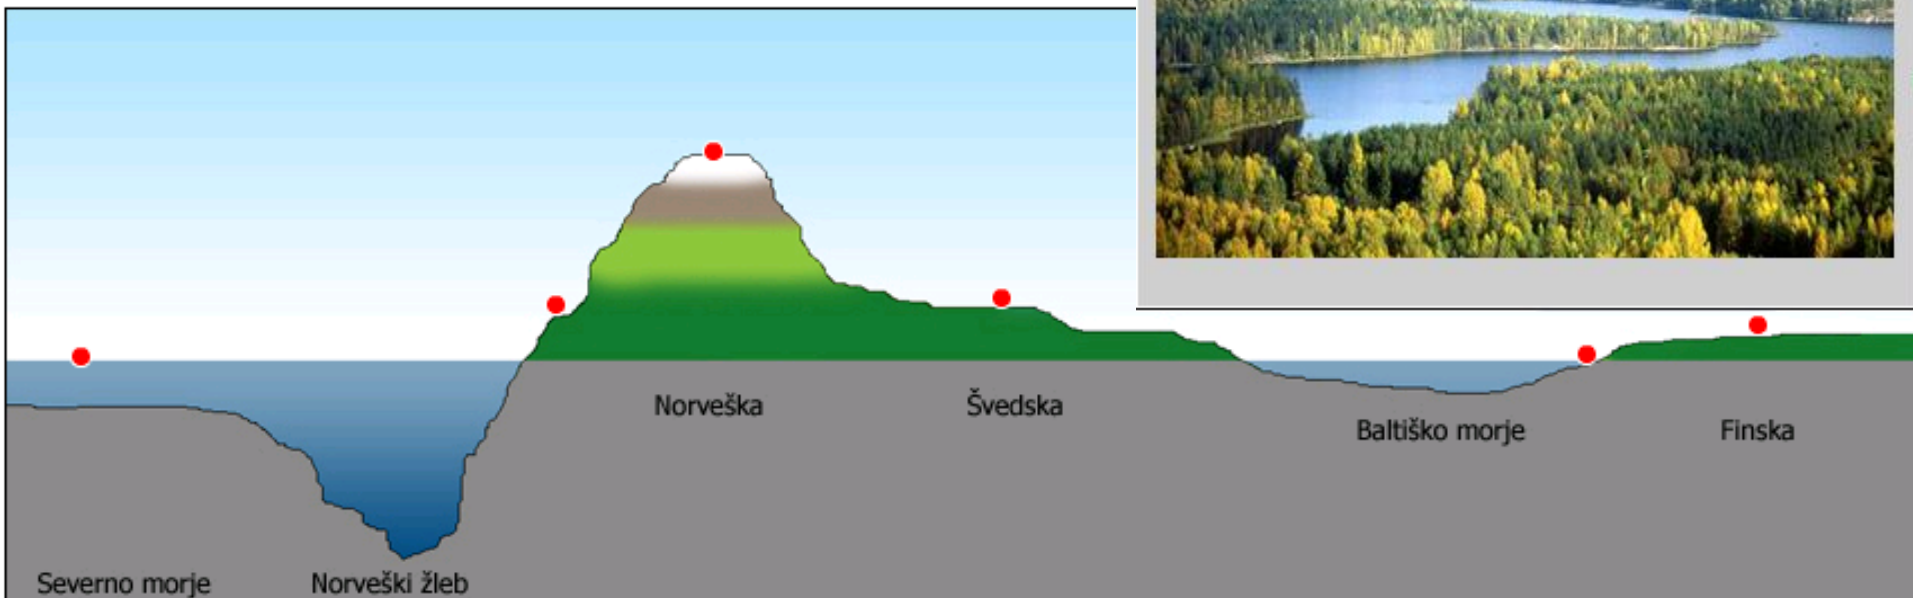 Norveška
Švedska
Baltiško morje
Finska
Severno morje
Norveški žleb